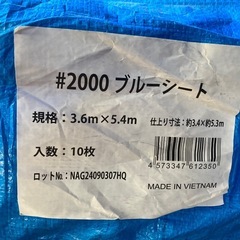 #2000 ブルーシート
規格：3.6m×5.4m 仕上り寸法：約3.4×約5.3m
入数：10枚
ロット№：NAG24090307HQ
4 573347 612350
MADE IN VIETNAM